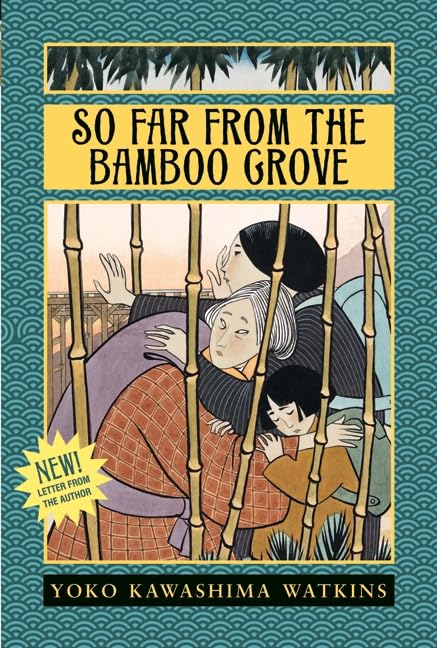 SO FAR FROM THE
BAMBOO GROVE
NEW!
LETTER FROM
THE AUTHOR
YOKO KAWASHIMA WATKINS